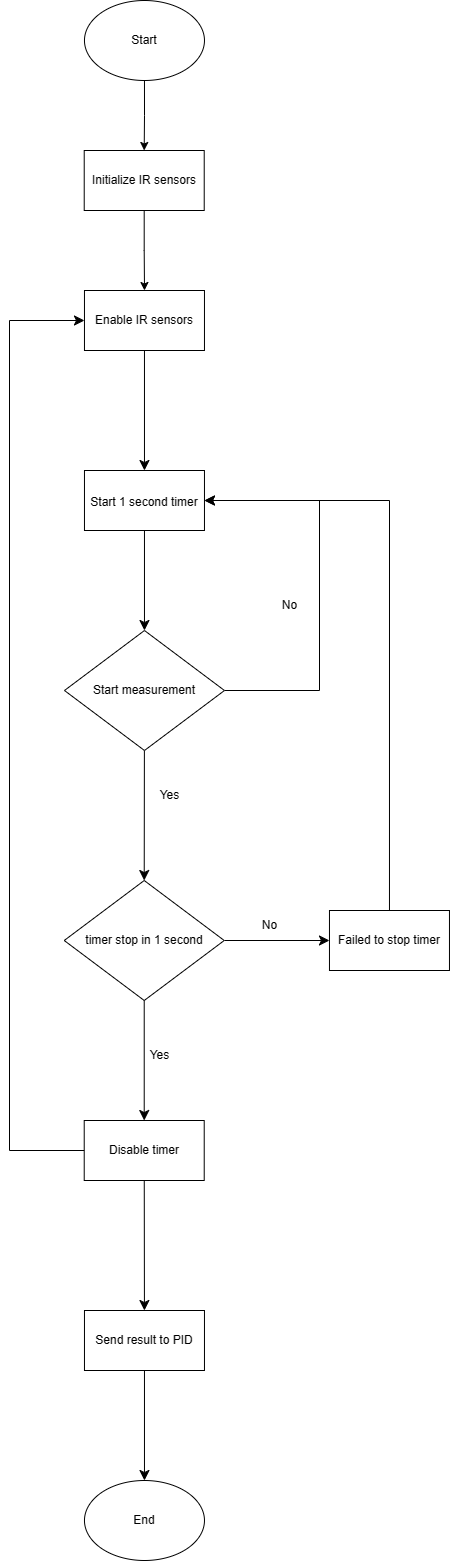 Start
Initialize IR sensors
Enable IR sensors
Start 1 second timer
No
Start measurement
Yes
timer stop in 1 second
No
Failed to stop timer
Yes
Disable timer
Send result to PID
End